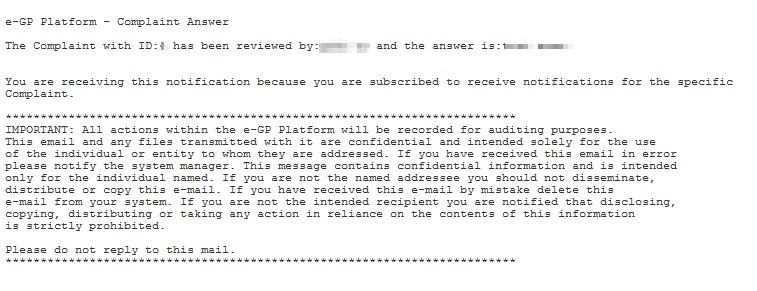 e-GP Platform - Complaint Answer
The Complaint with ID: has been reviewed by: and the answer is:
You are receiving this notification because you are subscribed to receive notifications for the specific
Complaint.
*************************************************************************
IMPORTANT: All actions within the e-GP Platform will be recorded for auditing purposes.
This email and any files transmitted with it are confidential and intended solely for the use
of the individual or entity to whom they are addressed. If you have received this email in error
please notify the system manager. This message contains confidential information and is intended
only for the individual named. If you are not the named addressee you should not disseminate,
distribute or copy this e-mail. If you have received this e-mail by mistake delete this
e-mail from your system. If you are not the intended recipient you are notified that disclosing,
copying, distributing or taking any action in reliance on the contents of this information
is strictly prohibited.
Please do not reply to this mail.
*************************************************************************